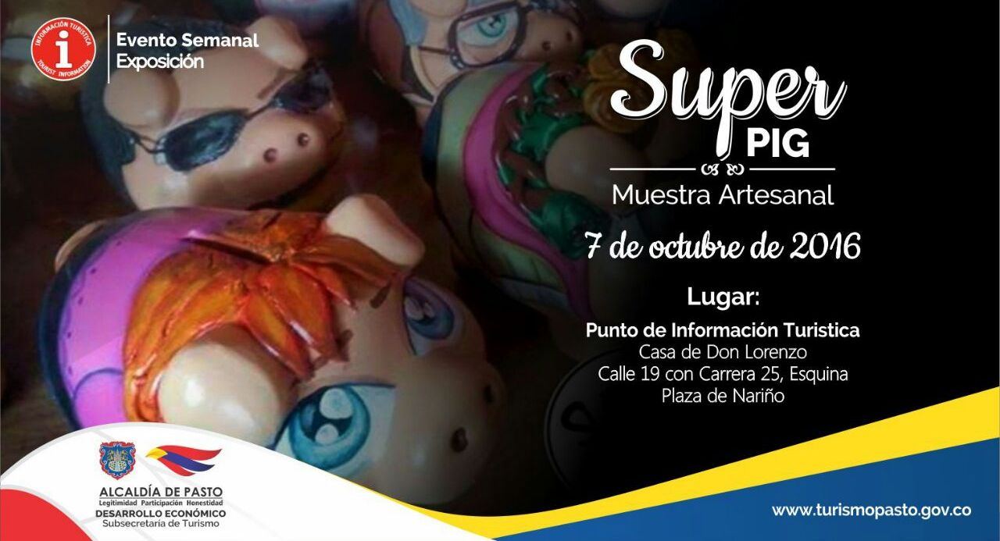 INFORMACIÓN TURISTICA
i
TOURIST INFORMATION
Evento Semanal
Exposición
Super
PIG
Muestra Artesanal
7 de octubre de 2016
Lugar:
Punto de Información Turistica
Casa de Don Lorenzo
Calle 19 con Carrera 25, Esquina
Plaza de Nariño
ALCALDÍA DE PASTO
Legitimidad Participación Honestidad
DESARROLLO ECONÓMICO
Subsecretaría de Turismo
www.turismopasto.gov.co